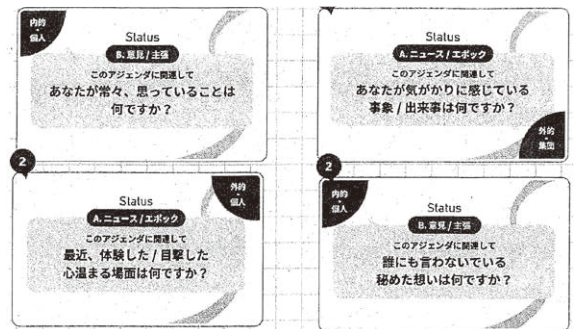 内的
・
個人
Status
B. 意見 / 主張
このアジェンダに関連して
あなたが常々、思っていることは
何ですか？
Status
A. ニュース / エポック
このアジェンダに関連して
あなたが気がかりに感じている
事象 / 出来事は何ですか？
外的
・
集団
2
外的
・
個人
Status
A. ニュース / エポック
このアジェンダに関連して
最近、体験した / 目撃した
心温まる場面は何ですか？
2
内的
・
個人
Status
B. 意見 / 主張
このアジェンダに関連して
誰にも言わないでいる
秘めた想いは何ですか？